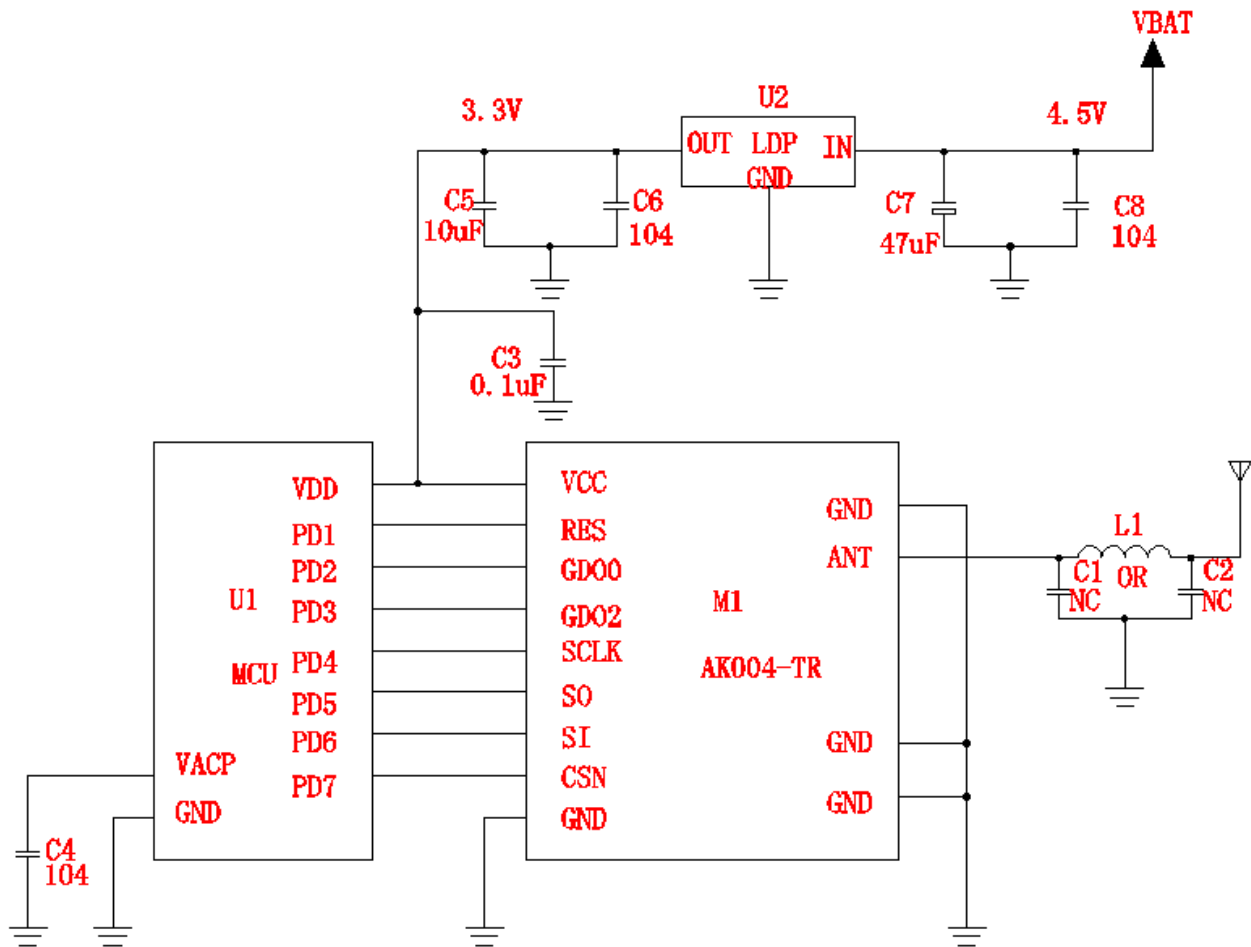 VBAT
U2
3.3V
4.5V
OUT LDP IN
GND
C5
10uF
C6
104
C7
47uF
C8
104
C3
0.1uF
VDD
PD1
PD2
PD3
PD4
PD5
PD6
PD7
U1
MCU
VACP
GND
C4
104
VCC
RES
GDO0
GDO2
SCLK
SO
SI
CSN
GND
M1
AK004-TR
GND
ANT
GND
GND
L1
OR
C1
NC
C2
NC